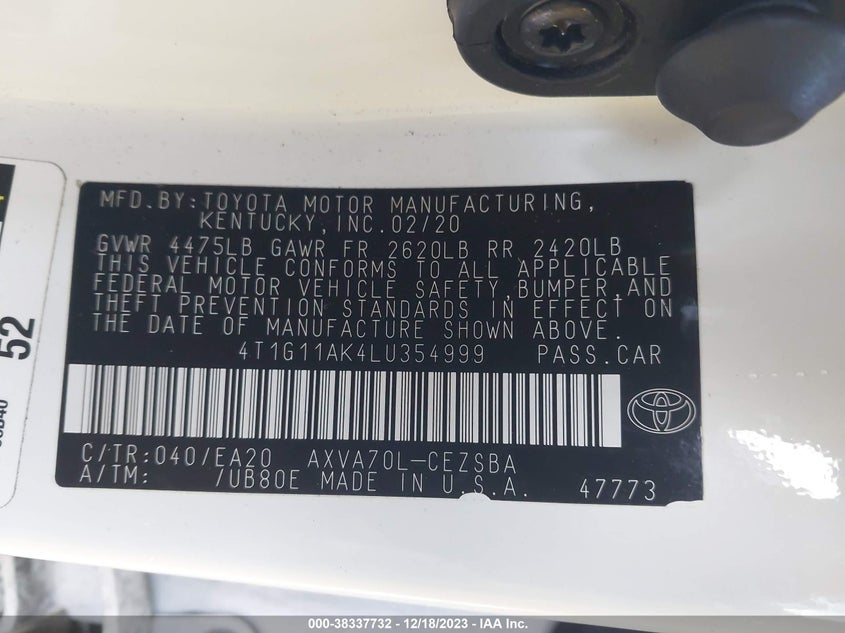 MFD.BY:TOYOTA MOTOR MANUFACTURING,
KENTUCKY,INC.02/20
GVWR 4475LB GAWR FR 2620LB RR 2420LB
THIS VEHICLE CONFORMS TO ALL APPLICABLE
FEDERAL MOTOR VEHICLE SAFETY,BUMPER,AND
THEFT PREVENTION STANDARDS IN EFFECT ON
THE DATE OF MANUFACTURE SHOWN ABOVE.
4T1G11AK4LU354999 PASS.CAR
C/TR:040/EA20 AXVA70L-CEZSBA
A/TM: /UB80E MADE IN U.S.A. 47773
52
000-38337732 - 12/18/2023 - IAA Inc.